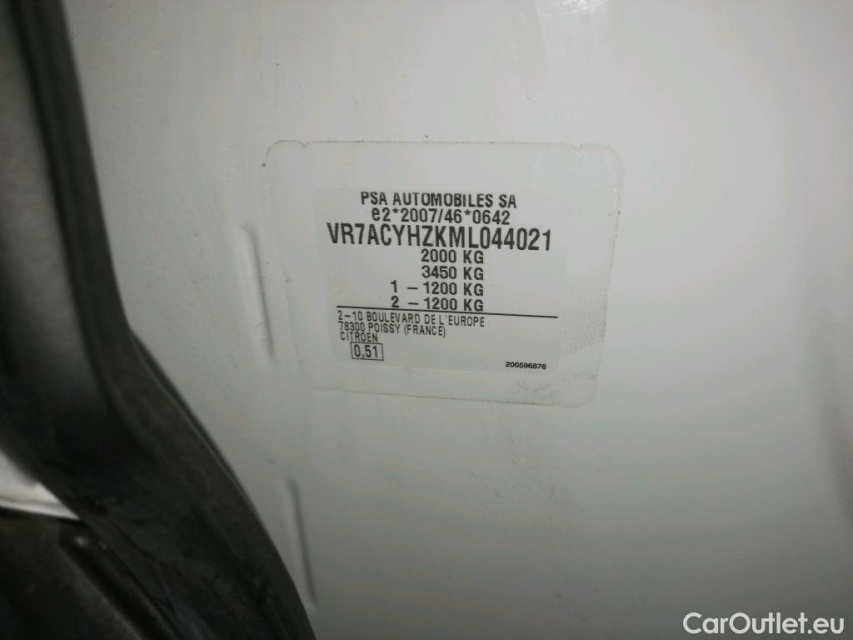 PSA AUTOMOBILES SA
e2*2007/46*0642
VR7ACYHZKML044021
2000 KG
3450 KG
1 - 1200 KG
2 - 1200 KG
2-10 BOULEVARD DE L'EUROPE
78300 POISSY (FRANCE)
CITROEN
0,51
200596876
CarOutlet.eu